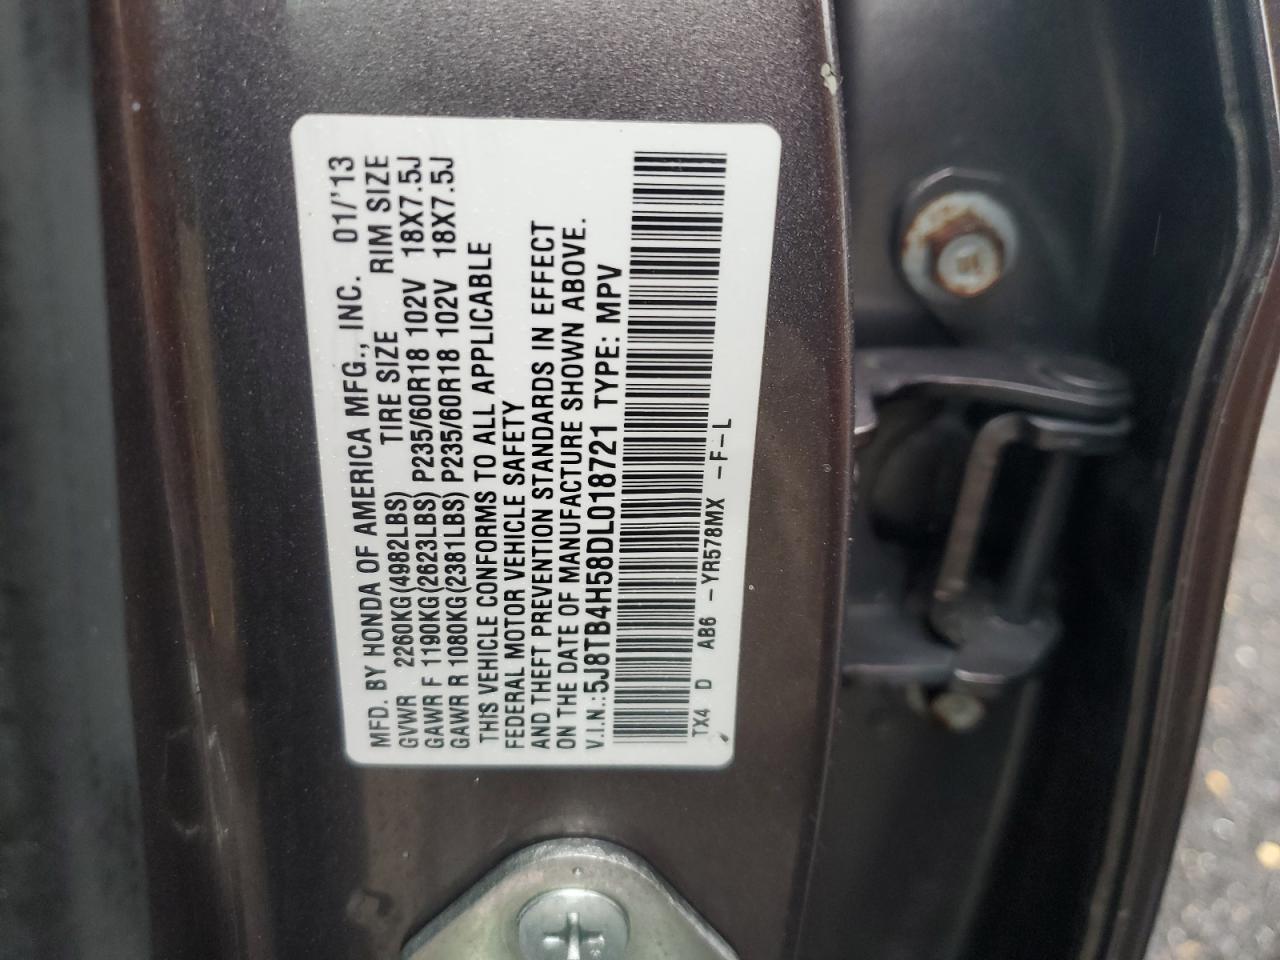 MFD. BY HONDA OF AMERICA MFG., INC. 01/'13
GVWR 2260KG(4982LBS) TIRE SIZE RIM SIZE
GAWR F 1190KG(2623LBS) P235/60R18 102V 18X7.5J
GAWR R 1080KG(2381LBS) P235/60R18 102V 18X7.5J
THIS VEHICLE CONFORMS TO ALL APPLICABLE
FEDERAL MOTOR VEHICLE SAFETY
AND THEFT PREVENTION STANDARDS IN EFFECT
ON THE DATE OF MANUFACTURE SHOWN ABOVE.
V.I.N.:5J8TB4H58DL018721 TYPE: MPV
TX4 D AB6 -YR578MX -F-L